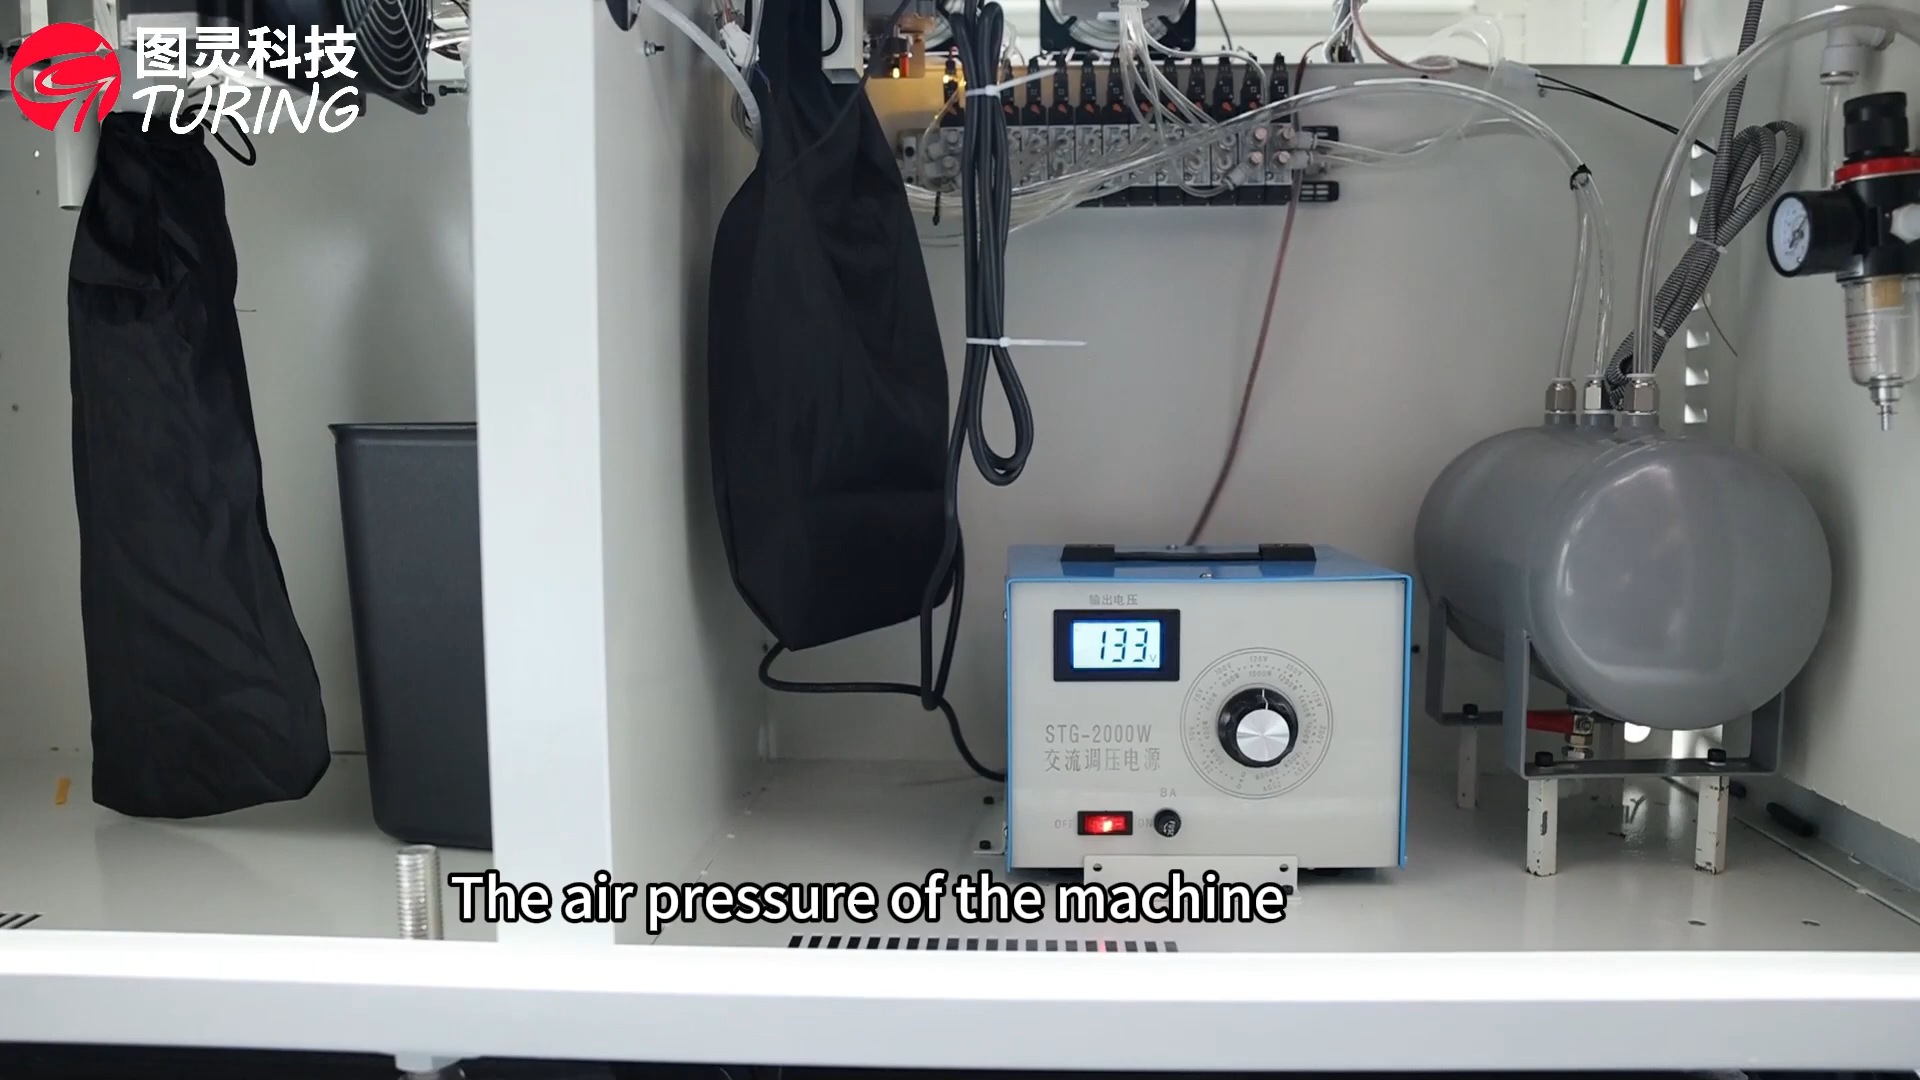 图灵科技
TURING
输出电压
133
V
STG-2000W
交流调压电源
8A
OFF
ON
The air pressure of the machine